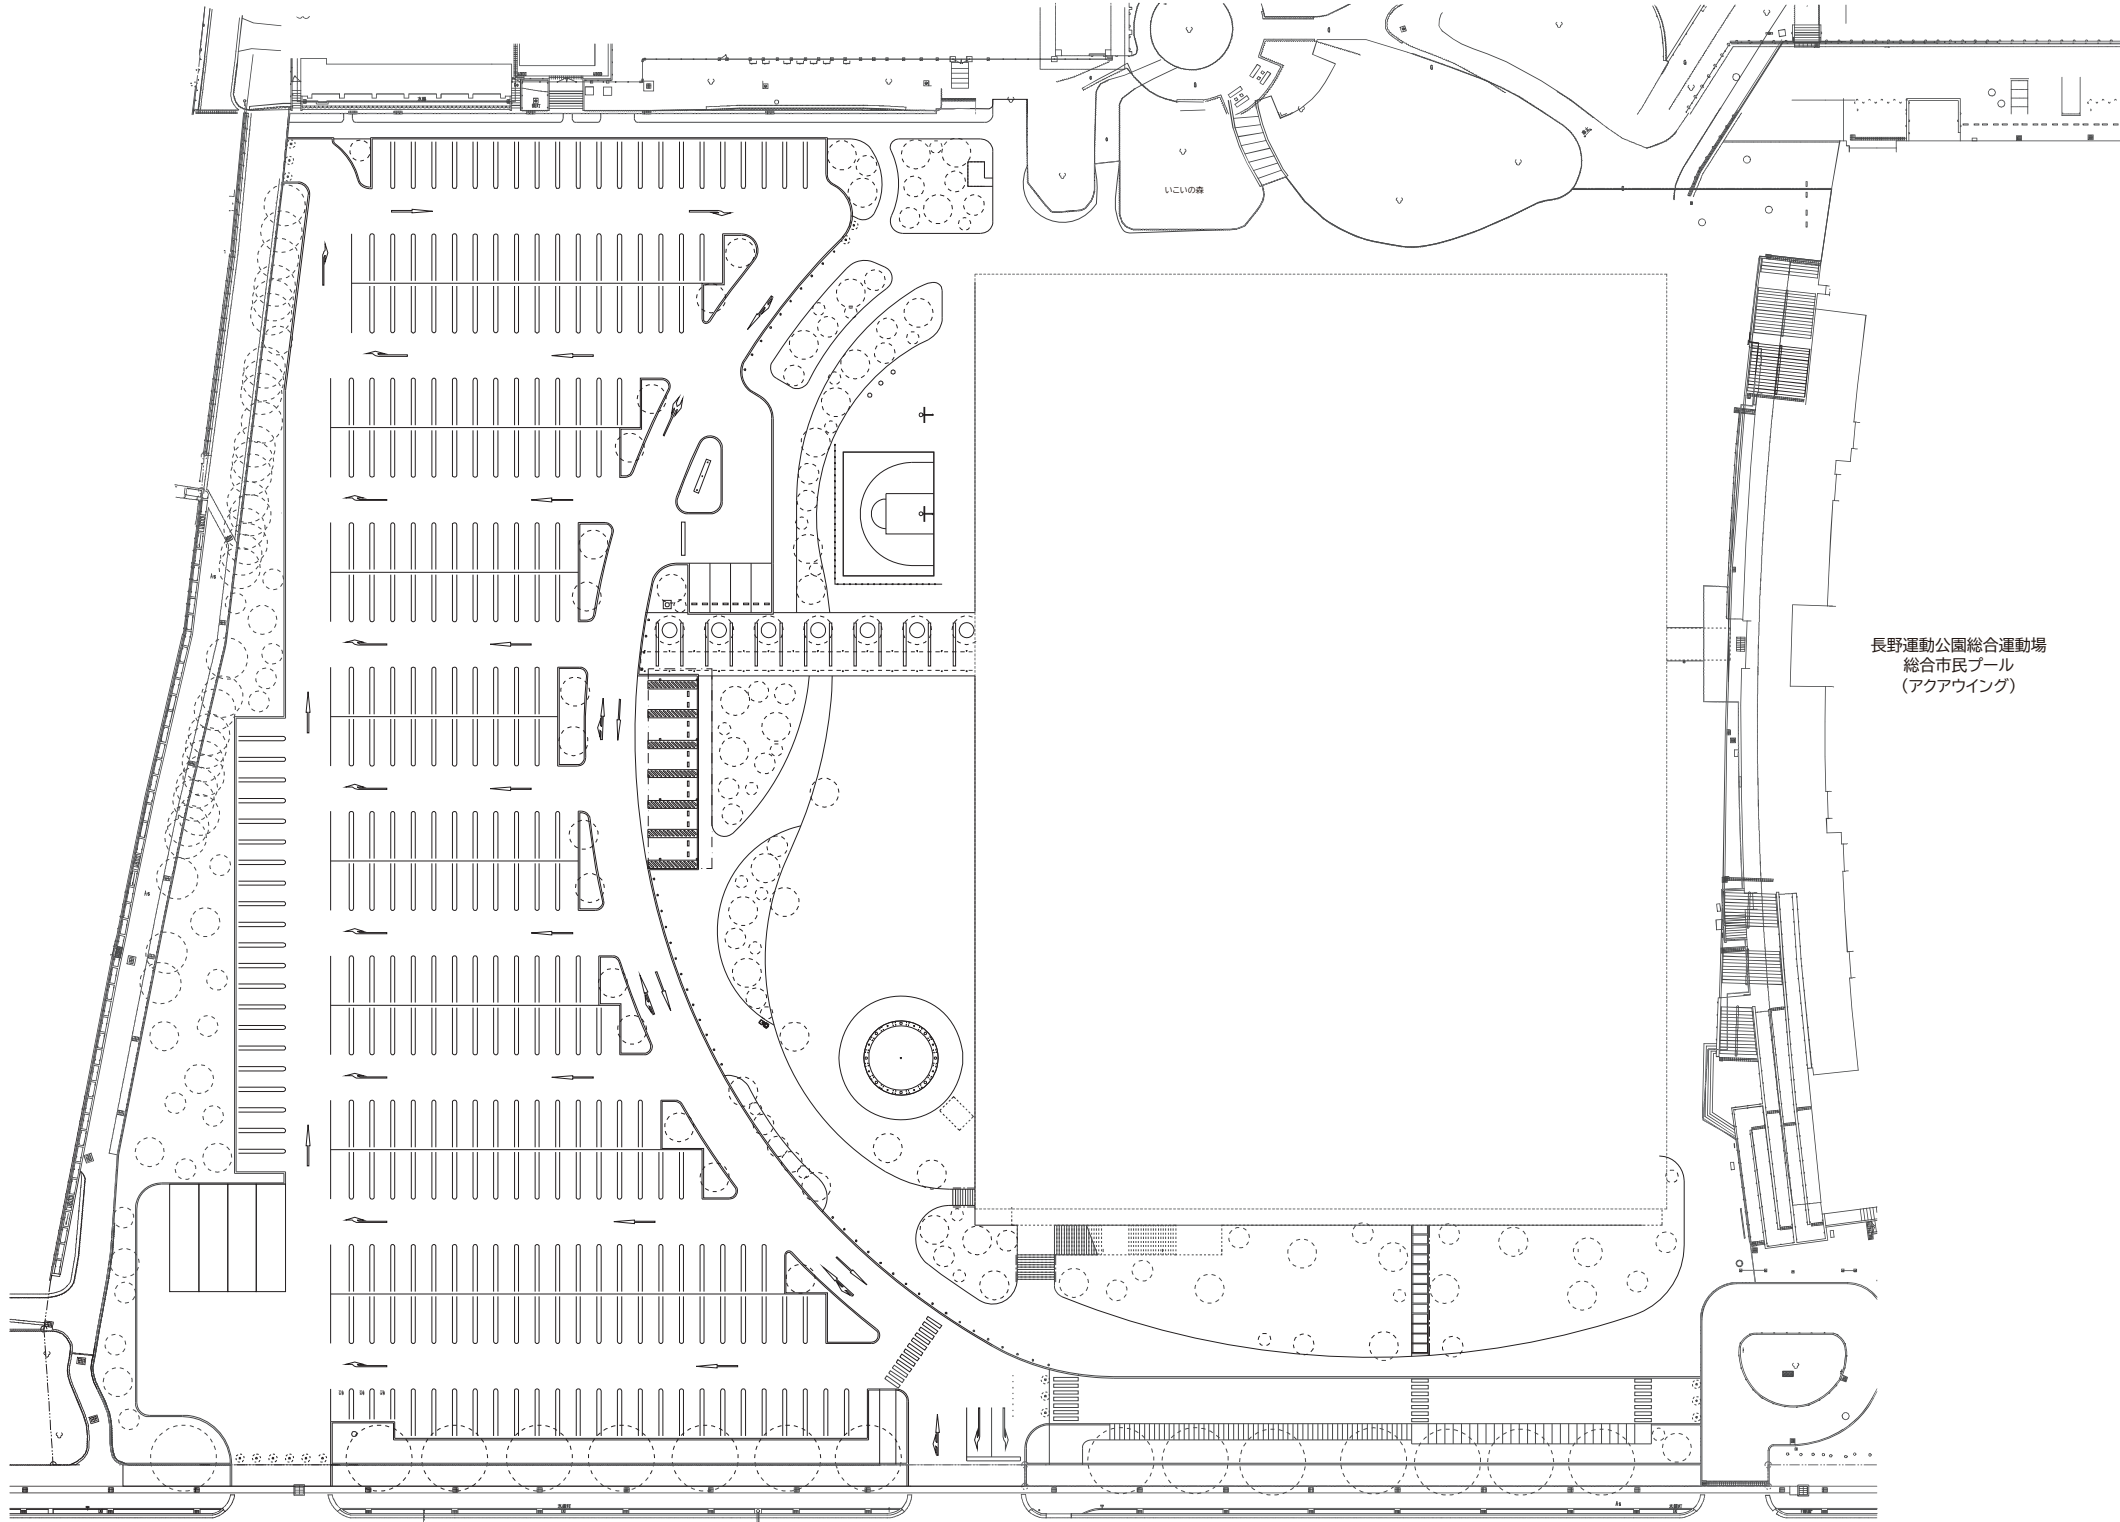 いこいの森
長野運動公園総合運動場
総合市民プール
（アクアウイング）